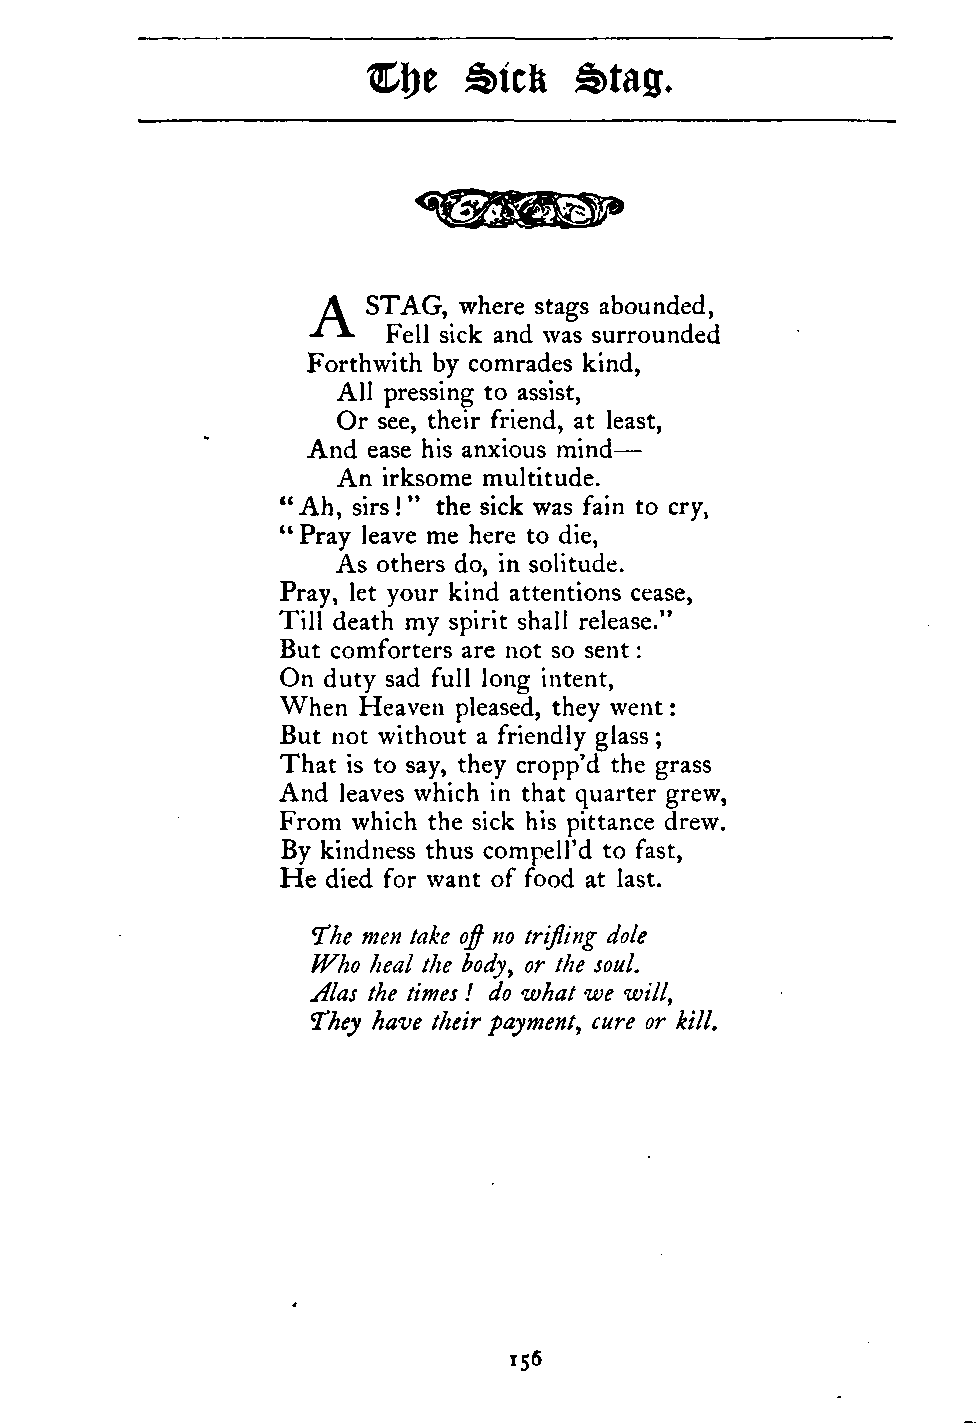 The Sick Stag.
A STAG, where stags abounded,
Fell sick and was surrounded
Forthwith by comrades kind,
All pressing to assist,
Or see, their friend, at least,
And ease his anxious mind—
An irksome multitude.
"Ah, sirs!" the sick was fain to cry,
"Pray leave me here to die,
As others do, in solitude.
Pray, let your kind attentions cease,
Till death my spirit shall release."
But comforters are not so sent:
On duty sad full long intent,
When Heaven pleased, they went:
But not without a friendly glass;
That is to say, they cropp'd the grass
And leaves which in that quarter grew,
From which the sick his pittance drew.
By kindness thus compell'd to fast,
He died for want of food at last.
The men take off no trifling dole
Who heal the body, or the soul.
Alas the times! do what we will,
They have their payment, cure or kill.
156